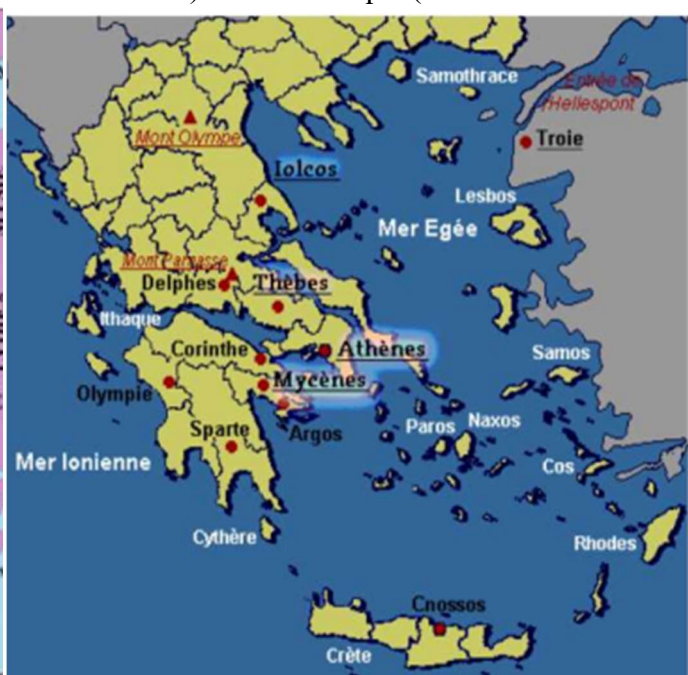 Samothrace
Entrée de
l'Hellespont
Mont Olympe
Troie
Iolcos
Lesbos
Mer Egée
Mont Parnasse
Delphes
Thèbes
Ithaque
Corinthe
Athènes
Samos
Mycènes
Olympie
Paros
Naxos
Sparte
Argos
Mer Ionienne
Cos
Cythère
Rhodes
Cnossos
Crète